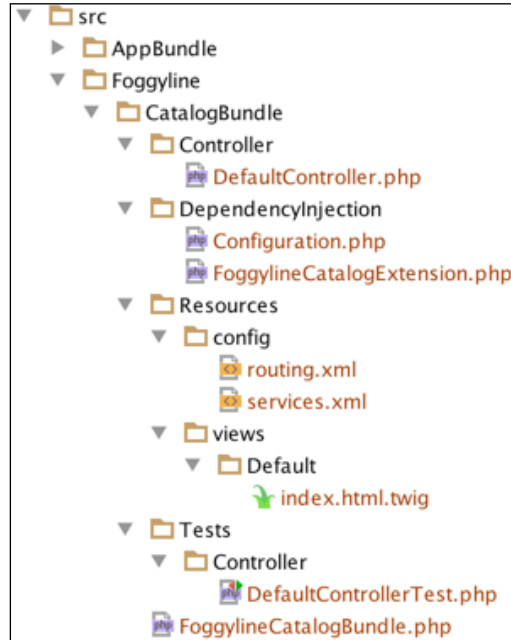 src
AppBundle
Foggyline
CatalogBundle
Controller
DefaultController.php
DependencyInjection
Configuration.php
FoggylineCatalogExtension.php
Resources
config
routing.xml
services.xml
views
Default
index.html.twig
Tests
Controller
DefaultControllerTest.php
FoggylineCatalogBundle.php